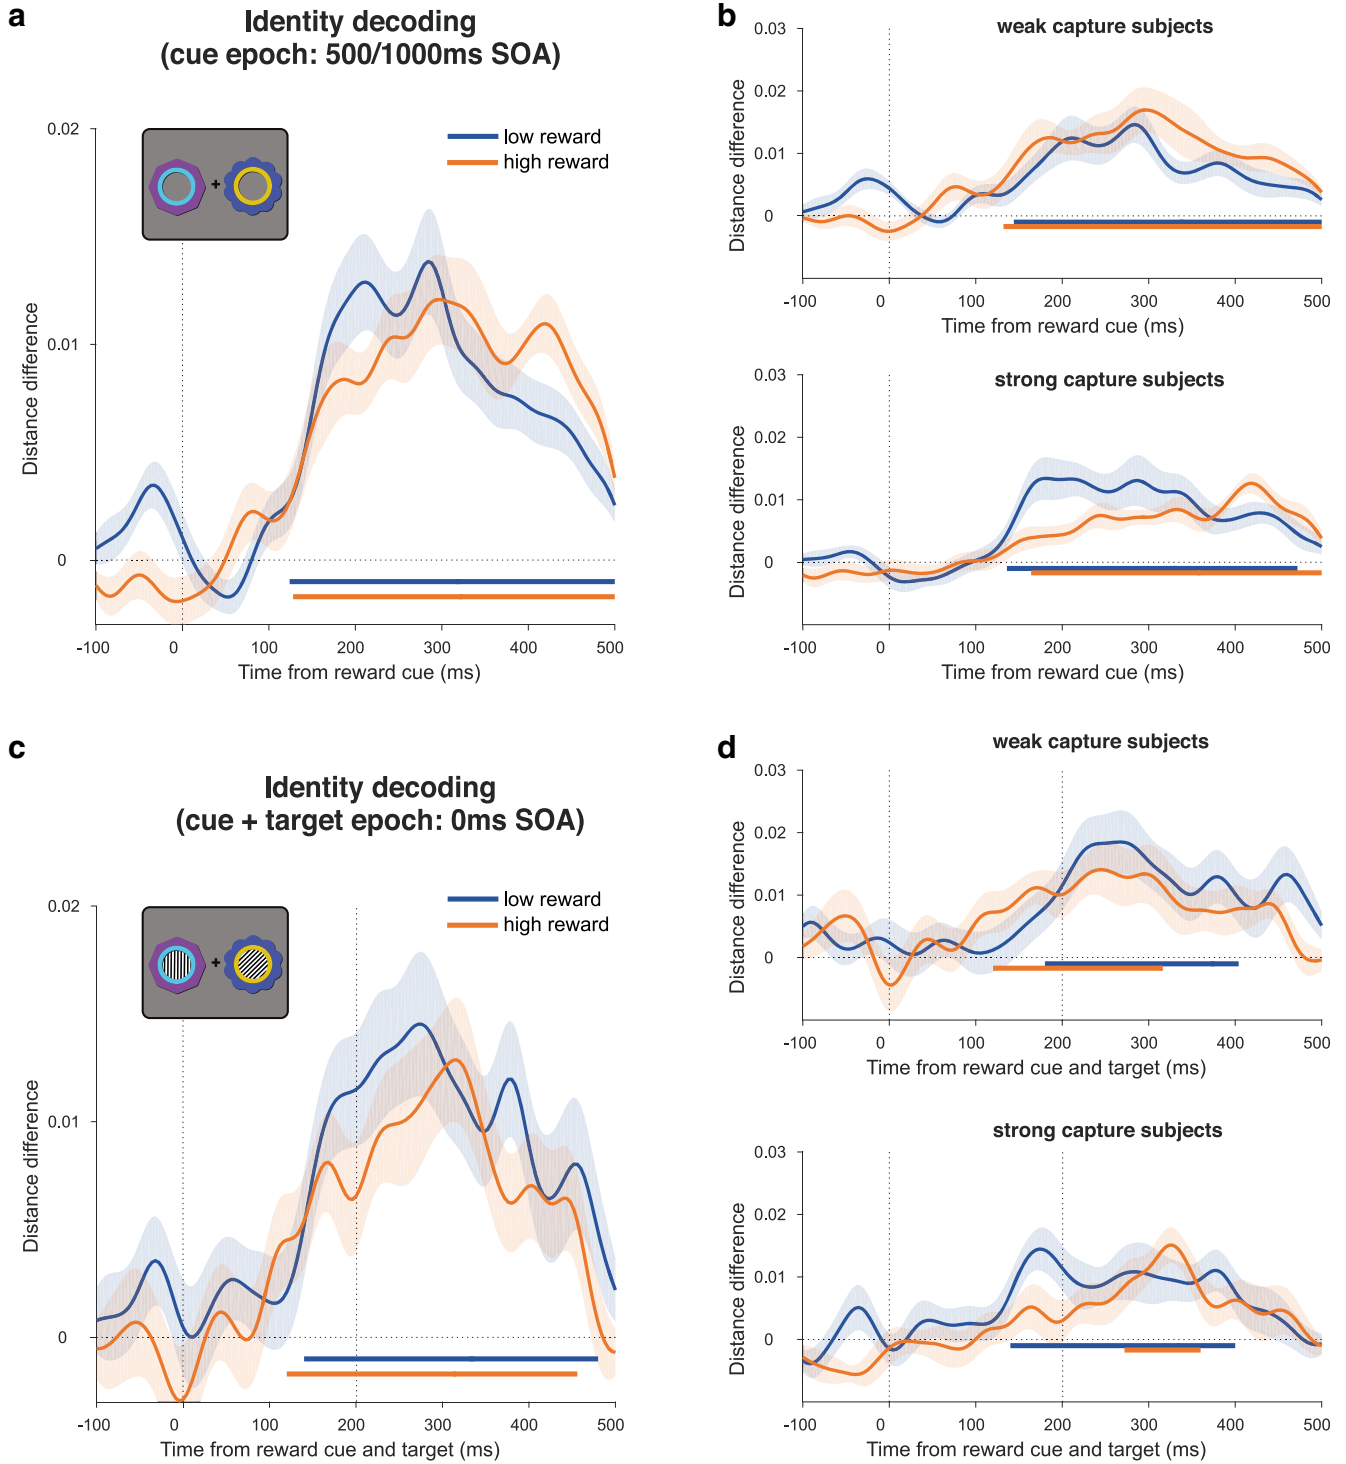 a
Identity decoding
(cue epoch: 500/1000ms SOA)
low reward
high reward
+
0.02
0.01
0
Distance difference
-100 0 100 200 300 400 500
Time from reward cue (ms)
b
weak capture subjects
0.03
0.02
0.01
0
Distance difference
-100 0 100 200 300 400 500
Time from reward cue (ms)
strong capture subjects
0.03
0.02
0.01
0
Distance difference
-100 0 100 200 300 400 500
Time from reward cue (ms)
c
Identity decoding
(cue + target epoch: 0ms SOA)
low reward
high reward
+
0.02
0.01
0
Distance difference
-100 0 100 200 300 400 500
Time from reward cue and target (ms)
d
weak capture subjects
0.03
0.02
0.01
0
Distance difference
-100 0 100 200 300 400 500
Time from reward cue and target (ms)
strong capture subjects
0.03
0.02
0.01
0
Distance difference
-100 0 100 200 300 400 500
Time from reward cue and target (ms)